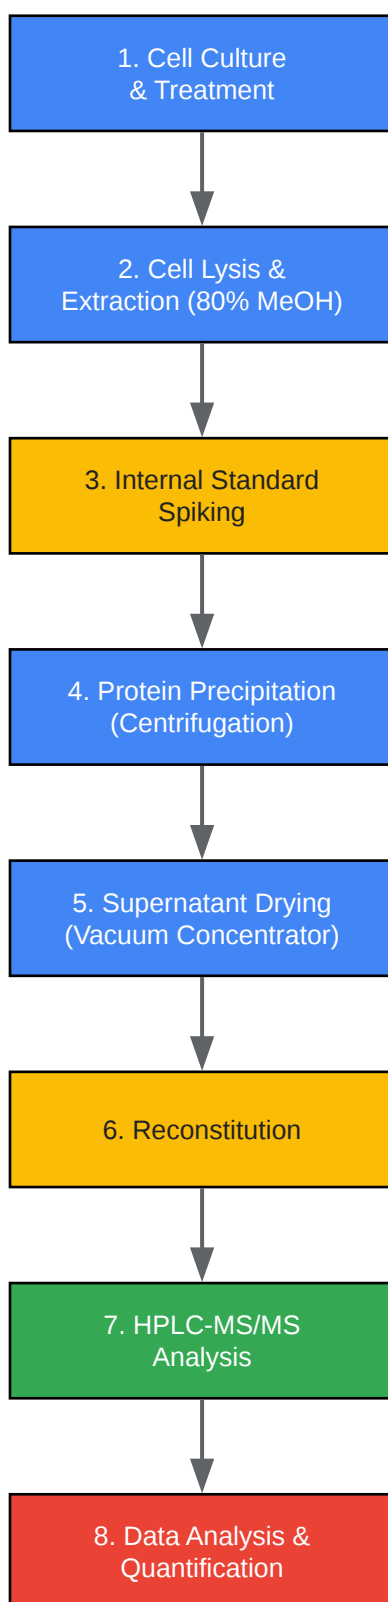 1. Cell Culture
& Treatment
2. Cell Lysis &
Extraction (80% MeOH)
3. Internal Standard
Spiking
4. Protein Precipitation
(Centrifugation)
5. Supernatant Drying
(Vacuum Concentrator)
6. Reconstitution
7. HPLC-MS/MS
Analysis
8. Data Analysis &
Quantification